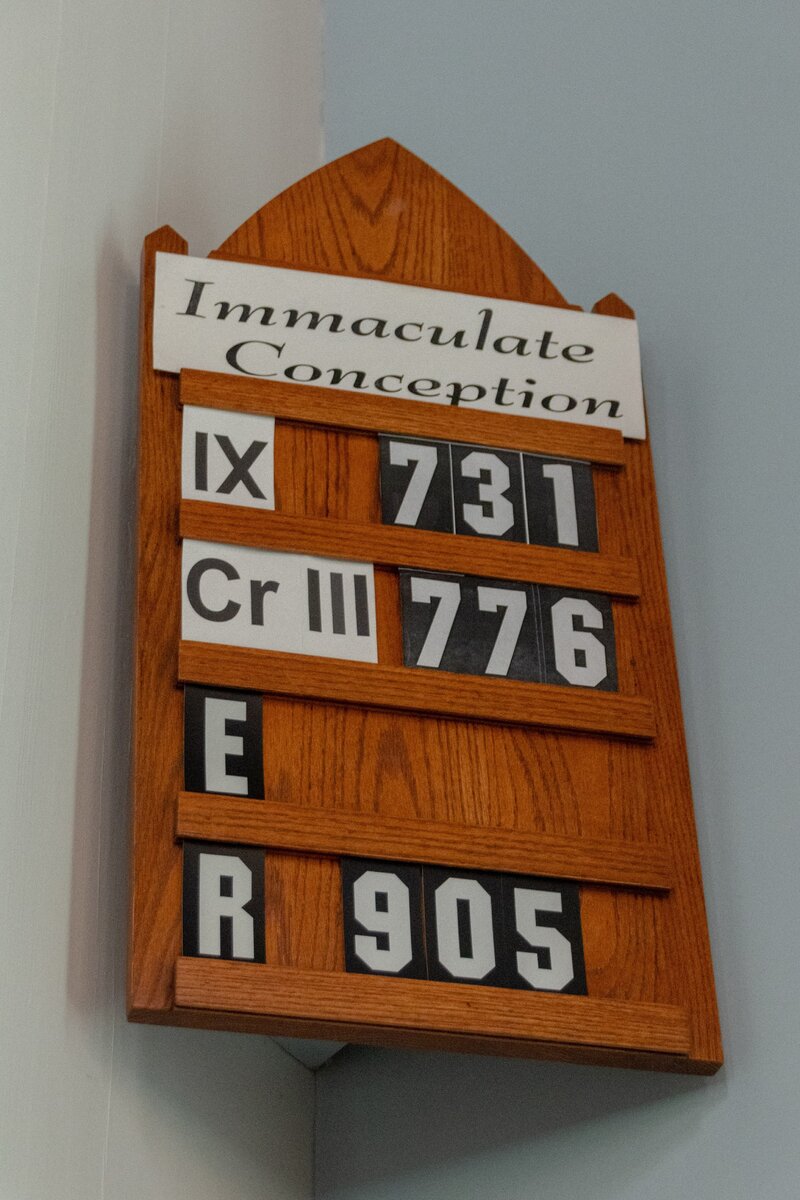 Immaculate
Conception
IX 731
Cr III 776
E
R 905